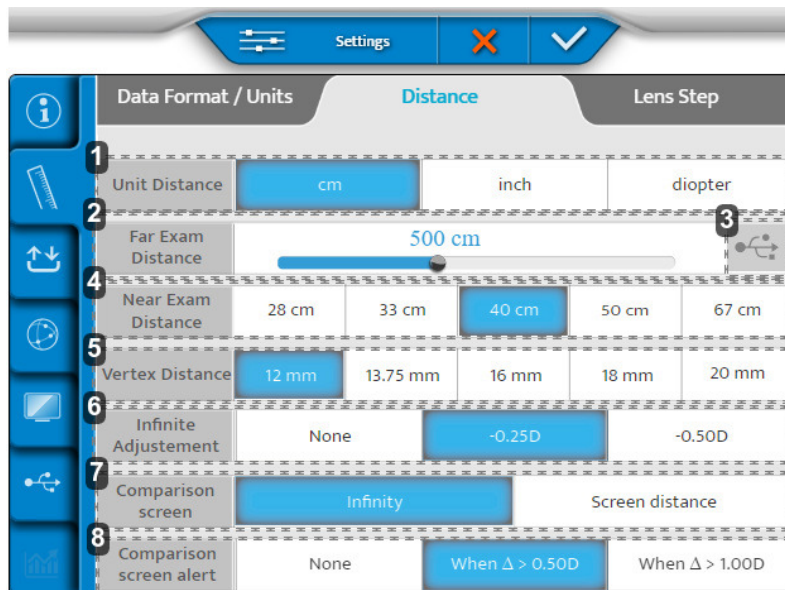 Settings
Data Format / Units Distance Lens Step
1
Unit Distance cm inch diopter
2
3
Far Exam
Distance
500 cm
4
Near Exam
Distance
28 cm 33 cm 40 cm 50 cm 67 cm
5
Vertex Distance 12 mm 13.75 mm 16 mm 18 mm 20 mm
6
Infinite
Adjustement
None -0.25D -0.50D
7
Comparison
screen
Infinity Screen distance
8
Comparison
screen alert
None When Δ > 0.50D When Δ > 1.00D